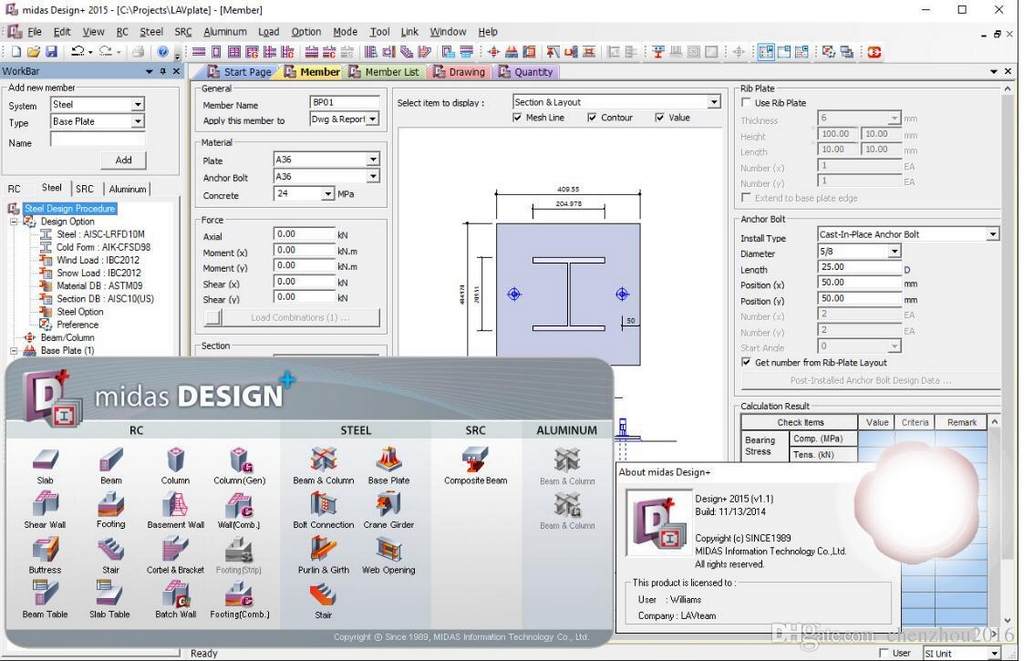 midas Design+ 2015 - [C:\Projects\LAVplate] - [Member]
File Edit View RC Steel SRC Aluminum Load Option Mode Tool Link Window Help
WorkBar
Start Page Member Member List Drawing Quantity
Add new member
System Steel
Type Base Plate
Name
Add
RC Steel SRC Aluminum
Steel Design Procedure
Design Option
Steel : AISC-LRFD10M
Cold Form : AIK-CFSD98
Wind Load : IBC2012
Snow Load : IBC2012
Material DB : ASTM09
Section DB : AISC10(US)
Steel Option
Preference
Beam/Column
Base Plate (1)
General
Member Name BP01
Apply this member to Dwg & Report
Material
Plate A36
Anchor Bolt A36
Concrete 24 MPa
Force
Axial 0.00 kN
Moment (x) 0.00 kN.m
Moment (y) 0.00 kN.m
Shear (x) 0.00 kN
Shear (y) 0.00 kN
Load Combinations (1) ...
Section
Select item to display : Section & Layout
Mesh Line Contour Value
409.55
204.978
50
Rib Plate
Use Rib Plate
Thickness 6 mm
Height 100.00 10.00 mm
Length 10.00 10.00 mm
Number (x) 1 EA
Number (y) 1 EA
Extend to base plate edge
Anchor Bolt
Install Type Cast-In-Place Anchor Bolt
Diameter 5/8
Length 25.00 D
Position (x) 50.00 mm
Position (y) 50.00 mm
Number (x) 2 EA
Number (y) 2 EA
Start Angle 0
Get number from Rib-Plate Layout
Post-Installed Anchor Bolt Design Data ...
Calculation Result
Check Items Value Criteria Remark
Bearing Stress Comp. (MPa)
Tens. (kN)
midas DESIGN+
RC STEEL SRC ALUMINUM
Slab Beam Column Column(Gen) Beam & Column Base Plate Composite Beam Beam & Column
Shear Wall Footing Basement Wall Wall(Comb.) Bolt Connection Crane Girder Beam & Column
Buttress Stair Corbel & Bracket Footing(Strip) Purlin & Girth Web Opening
Beam Table Slab Table Batch Wall Footing(Comb.) Stair
Copyright © Since 1989, MIDAS Information Technology Co., Ltd.
About midas Design+
Design+ 2015 (v1.1)
Build: 11/13/2014
Copyright (c) SINCE1989
MIDAS Information Technology Co.,Ltd.
All rights reserved.
This product is licensed to :
User : Williams
Company : LAVteam
DHgate.com chenzhou2016
Ready
User SI Unit